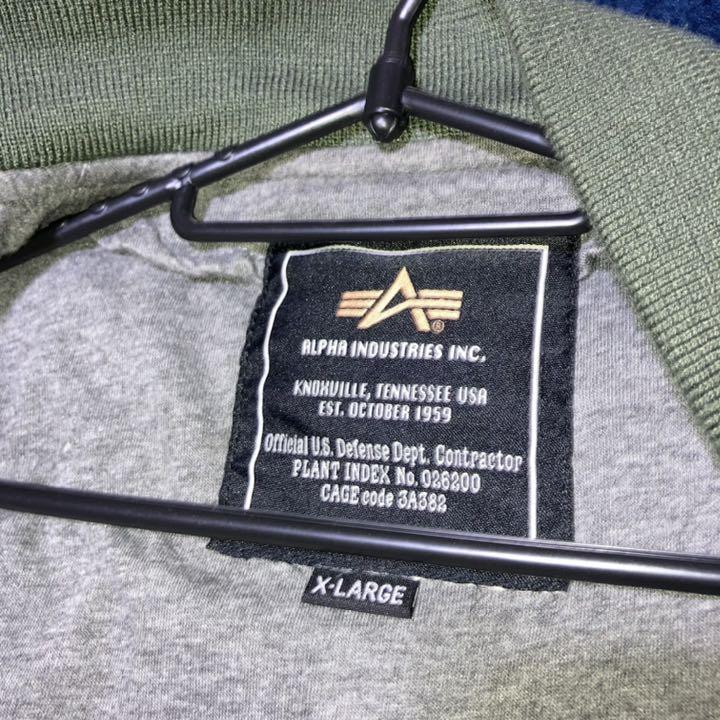 A®
ALPHA INDUSTRIES INC.
KNOXVILLE, TENNESSEE USA
EST. OCTOBER 1959
Official U.S. Defense Dept. Contractor
PLANT INDEX No. 026200
CAGE code 3A382
X-LARGE